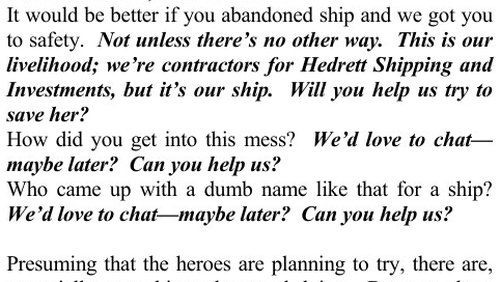 It would be better if you abandoned ship and we got you
to safety.  Not unless there's no other way.  This is our
livelihood; we're contractors for Hedrett Shipping and
Investments, but it's our ship.  Will you help us try to
save her?
How did you get into this mess?  We'd love to chat—
maybe later?  Can you help us?
Who came up with a dumb name like that for a ship?
We'd love to chat—maybe later?  Can you help us?
Presuming that the heroes are planning to try, there are,